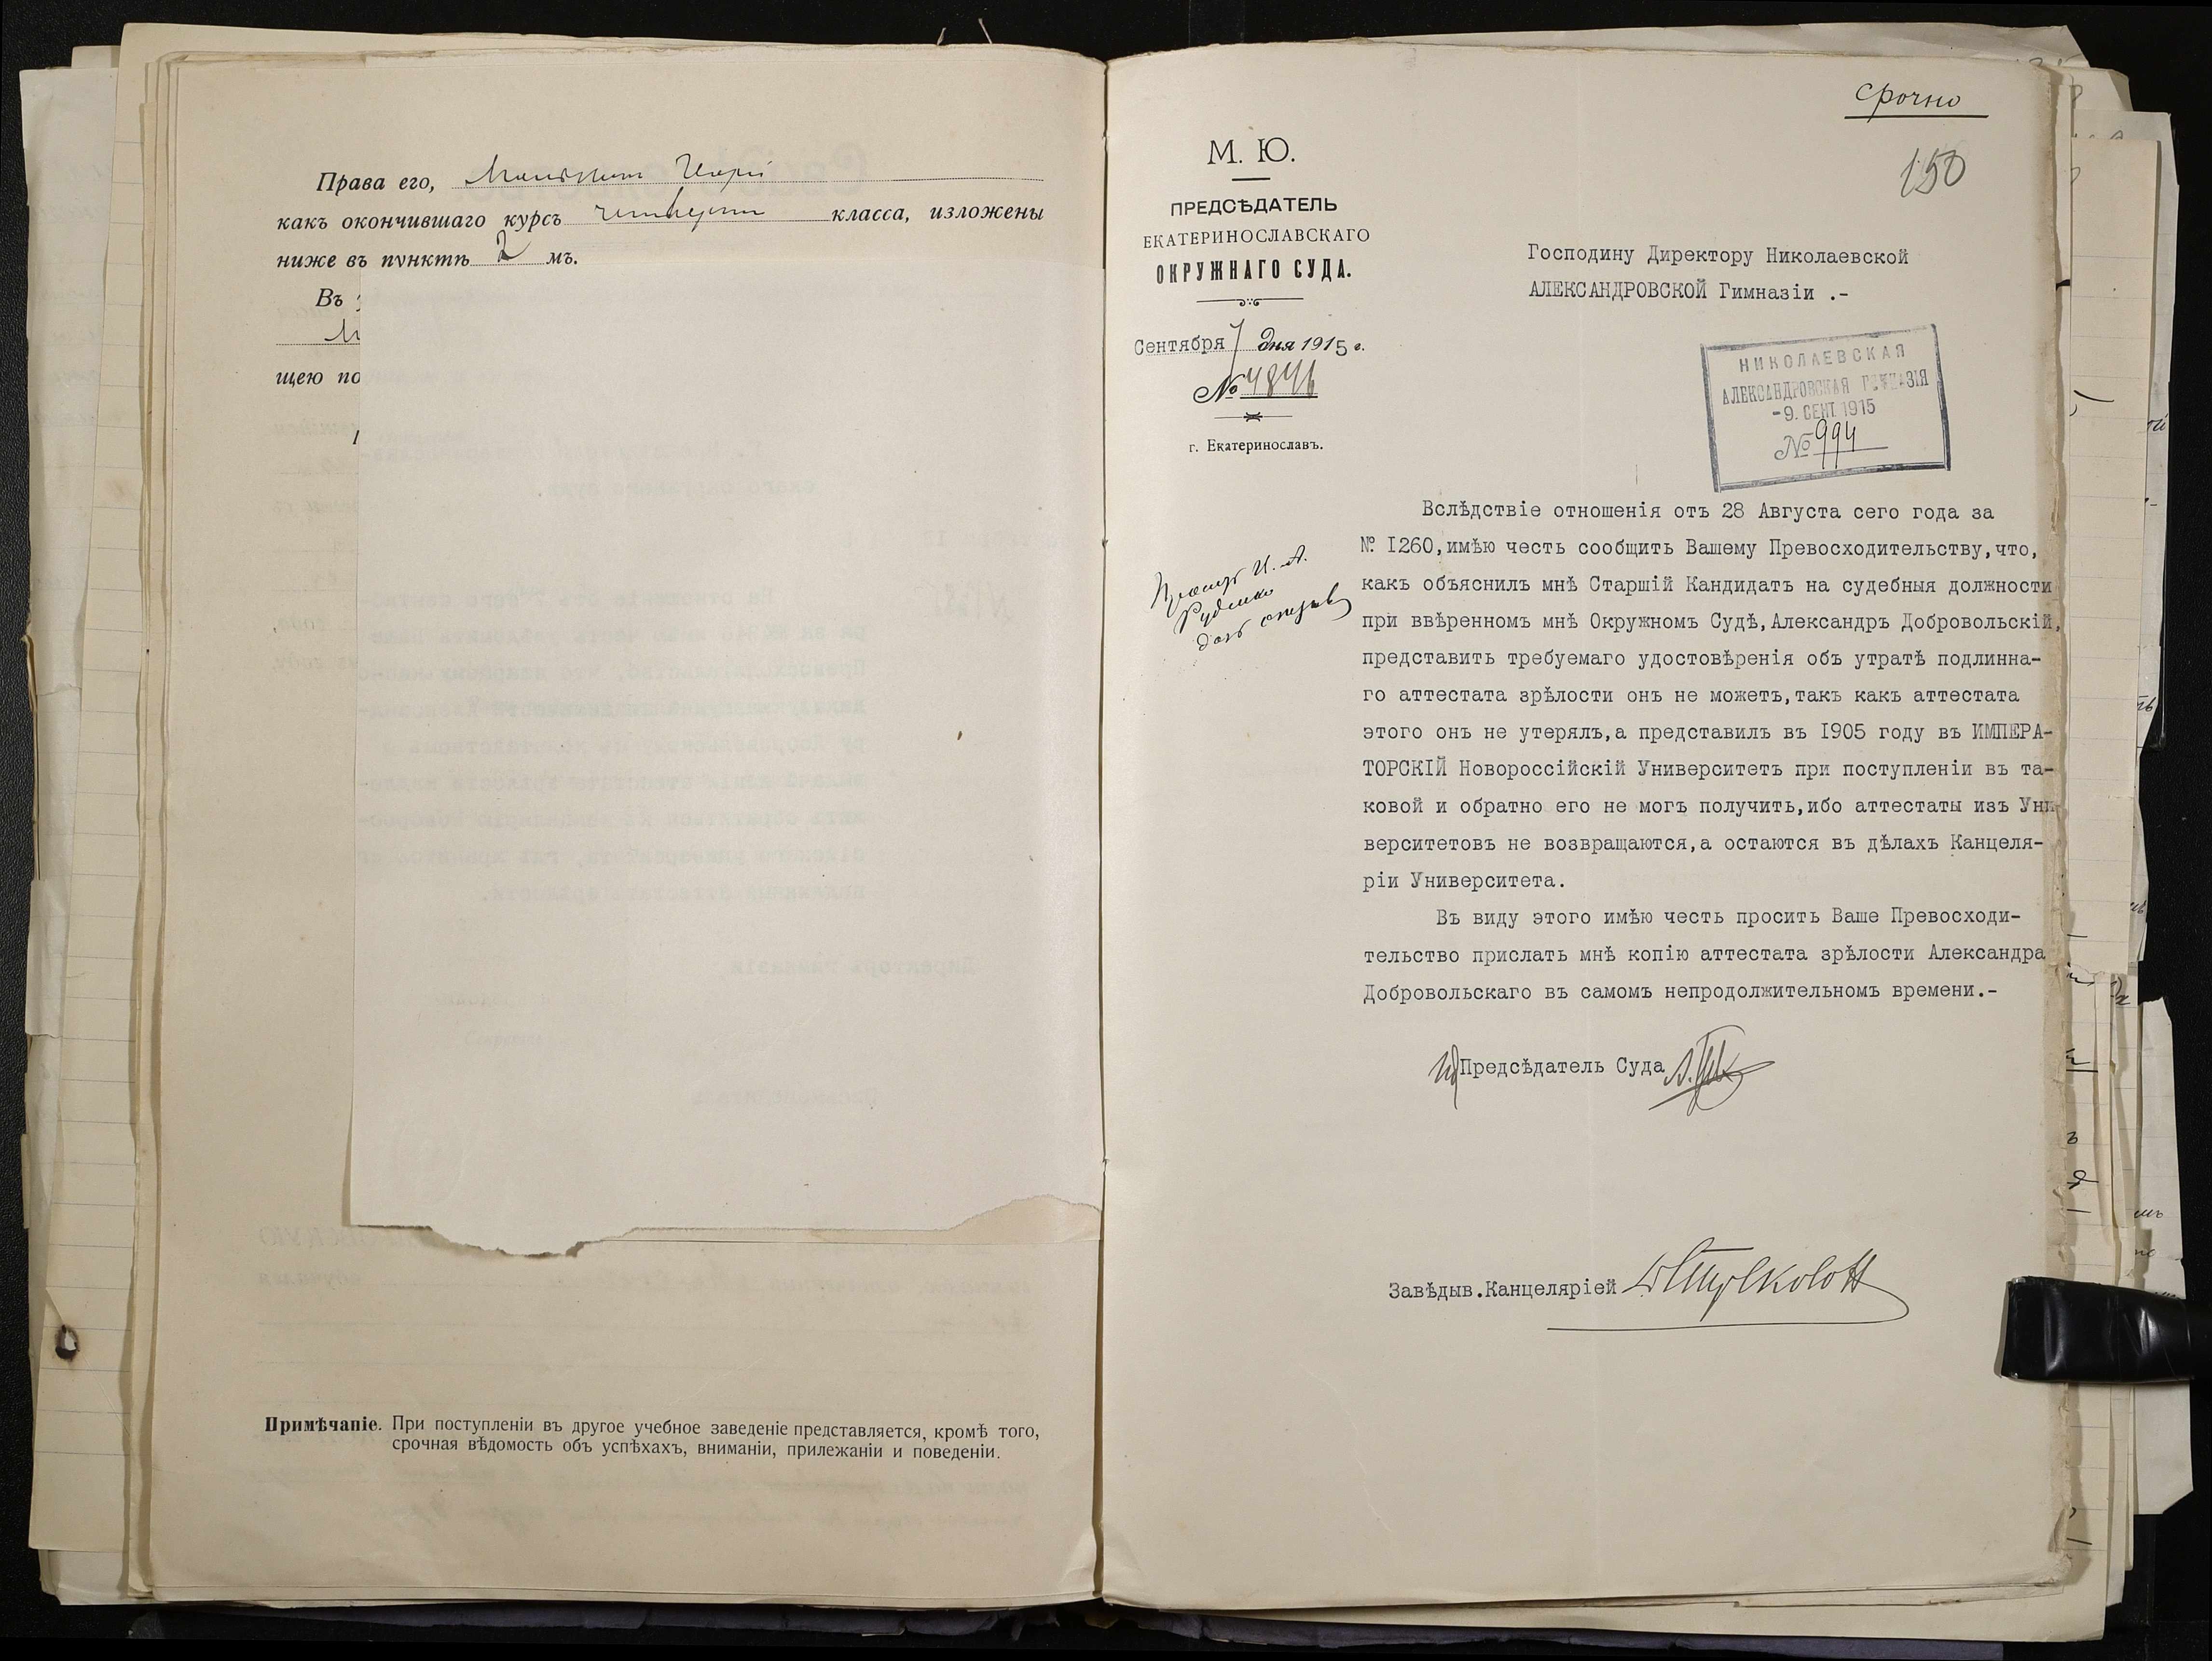 Права его,
какъ окончившаго курсъ класса, изложены
ниже въ пунктѣ 2 мъ.
Въ
щею по
Примѣчаніе. При поступленіи въ другое учебное заведеніе представляется, кромѣ того,
срочная вѣдомость объ успѣхахъ, вниманіи, прилежаніи и поведеніи.
срочно
150
М. Ю.
ПРЕДСѢДАТЕЛЬ
ЕКАТЕРИНОСЛАВСКАГО
ОКРУЖНАГО СУДА.
Сентября 7 дня 1915 г.
№ 4846
г. Екатеринославъ.
Господину Директору Николаевской
АЛЕКСАНДРОВСКОЙ Гимназіи .-
НИКОЛАЕВСКАЯ
АЛЕКСАНДРОВСКАЯ ГИМНАЗІЯ
-9. СЕНТ 1915
№ 994
Вслѣдствіе отношенія отъ 28 Августа сего года за
№ I260,имѣю честь сообщить Вашему Превосходительству,что,
какъ объяснилъ мнѣ Старшій Кандидатъ на судебныя должности
при ввѣренномъ мнѣ Окружномъ Судѣ,Александръ Добровольскій,
представить требуемаго удостовѣренія объ утратѣ подлинна-
го аттестата зрѣлости онъ не можетъ,такъ какъ аттестата
этого онъ не утерялъ,а представилъ въ I905 году въ ИМПЕРА-
ТОРСКІЙ Новороссійскій Университетъ при поступленіи въ та-
ковой и обратно его не могъ получить,ибо аттестаты изъ Уни-
верситетовъ не возвращаются,а остаются въ дѣлахъ Канцеля-
ріи Университета.
Въ виду этого имѣю честь просить Ваше Превосходи-
тельство прислать мнѣ копію аттестата зрѣлости Александра
Добровольскаго въ самомъ непродолжительномъ времени.-
Предсѣдатель Суда
Завѣдыв.Канцеляріей